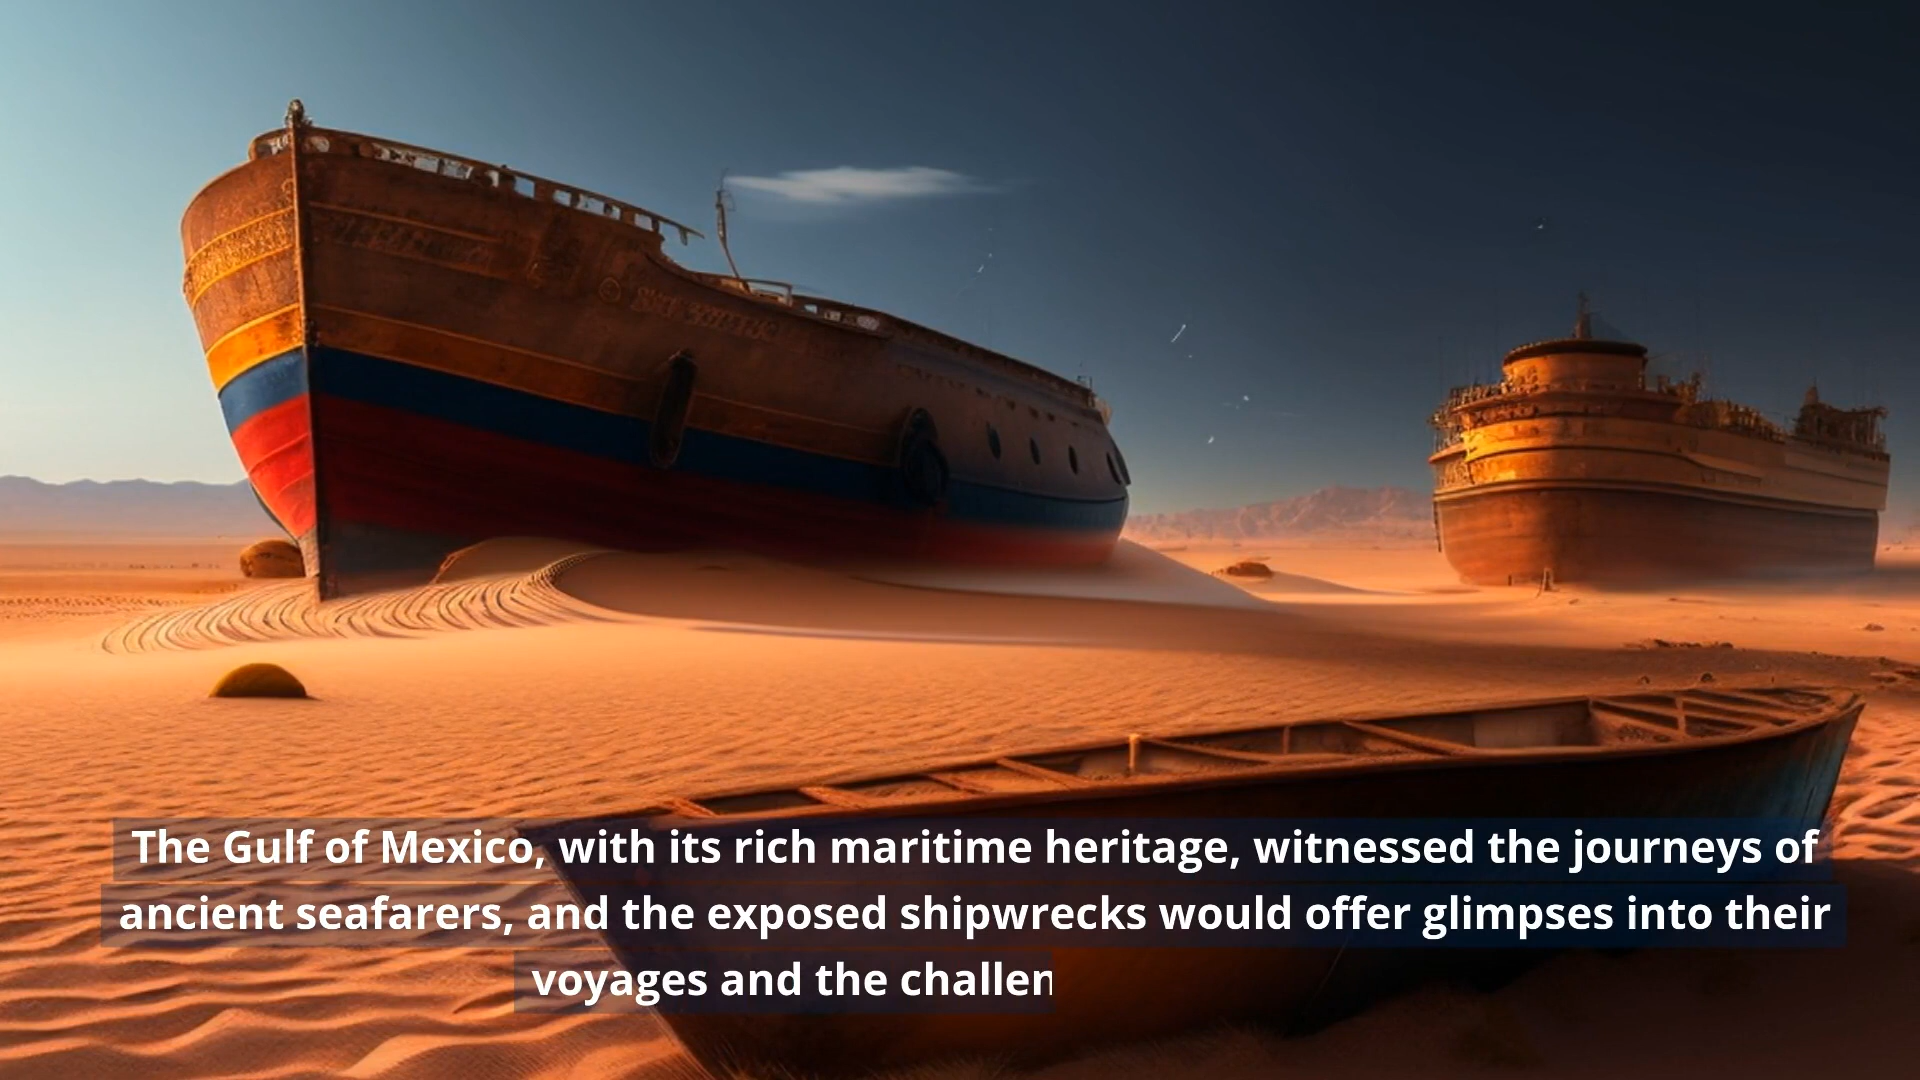 The Gulf of Mexico, with its rich maritime heritage, witnessed the journeys of
ancient seafarers, and the exposed shipwrecks would offer glimpses into their
voyages and the challen